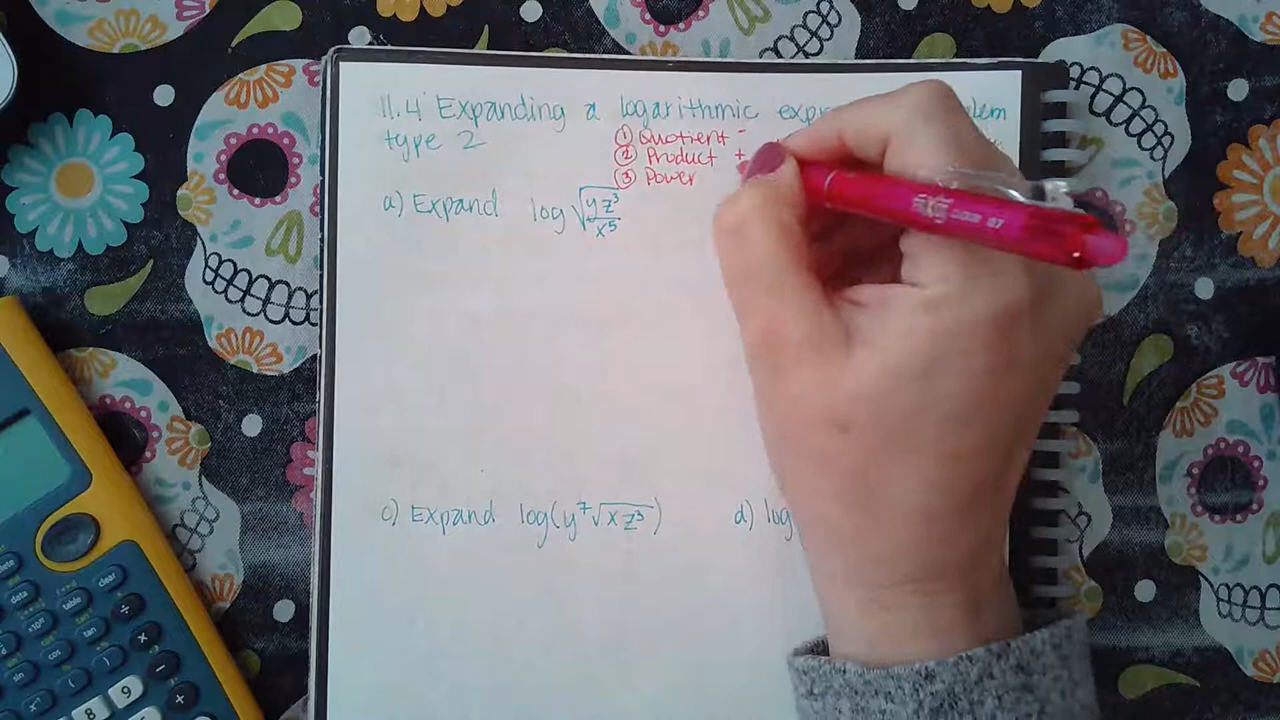 11.4 Expanding a logarithmic
type 2
① Quotient -
② Product +
③ Power
a) Expand log √(yz³/x⁵)
c) Expand log(y⁷√xz³)
d) log